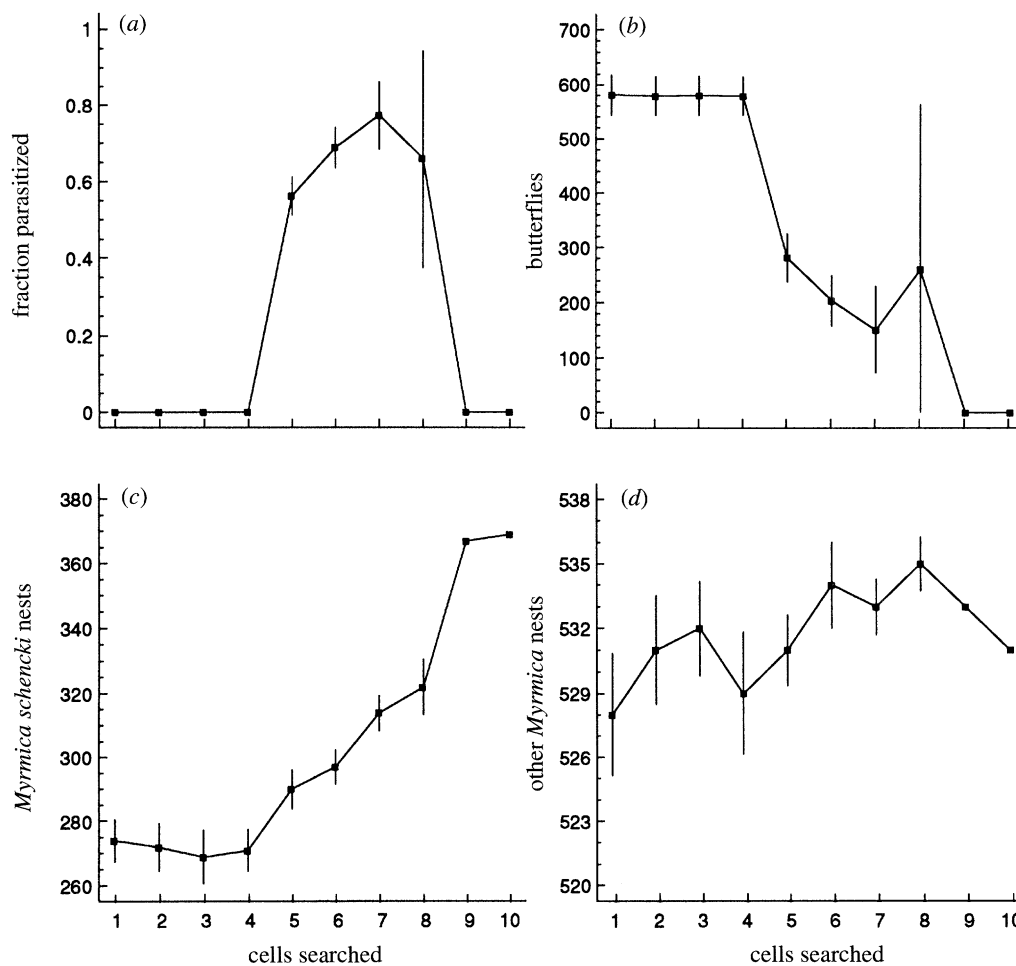 (a)
1
0.8
0.6
0.4
0.2
0
fraction parasitized
(b)
700
600
500
400
300
200
100
0
butterflies
(c)
380
360
340
320
300
280
260
Myrmica schencki nests
1 2 3 4 5 6 7 8 9 10
cells searched
(d)
538
535
532
529
526
523
520
other Myrmica nests
1 2 3 4 5 6 7 8 9 10
cells searched